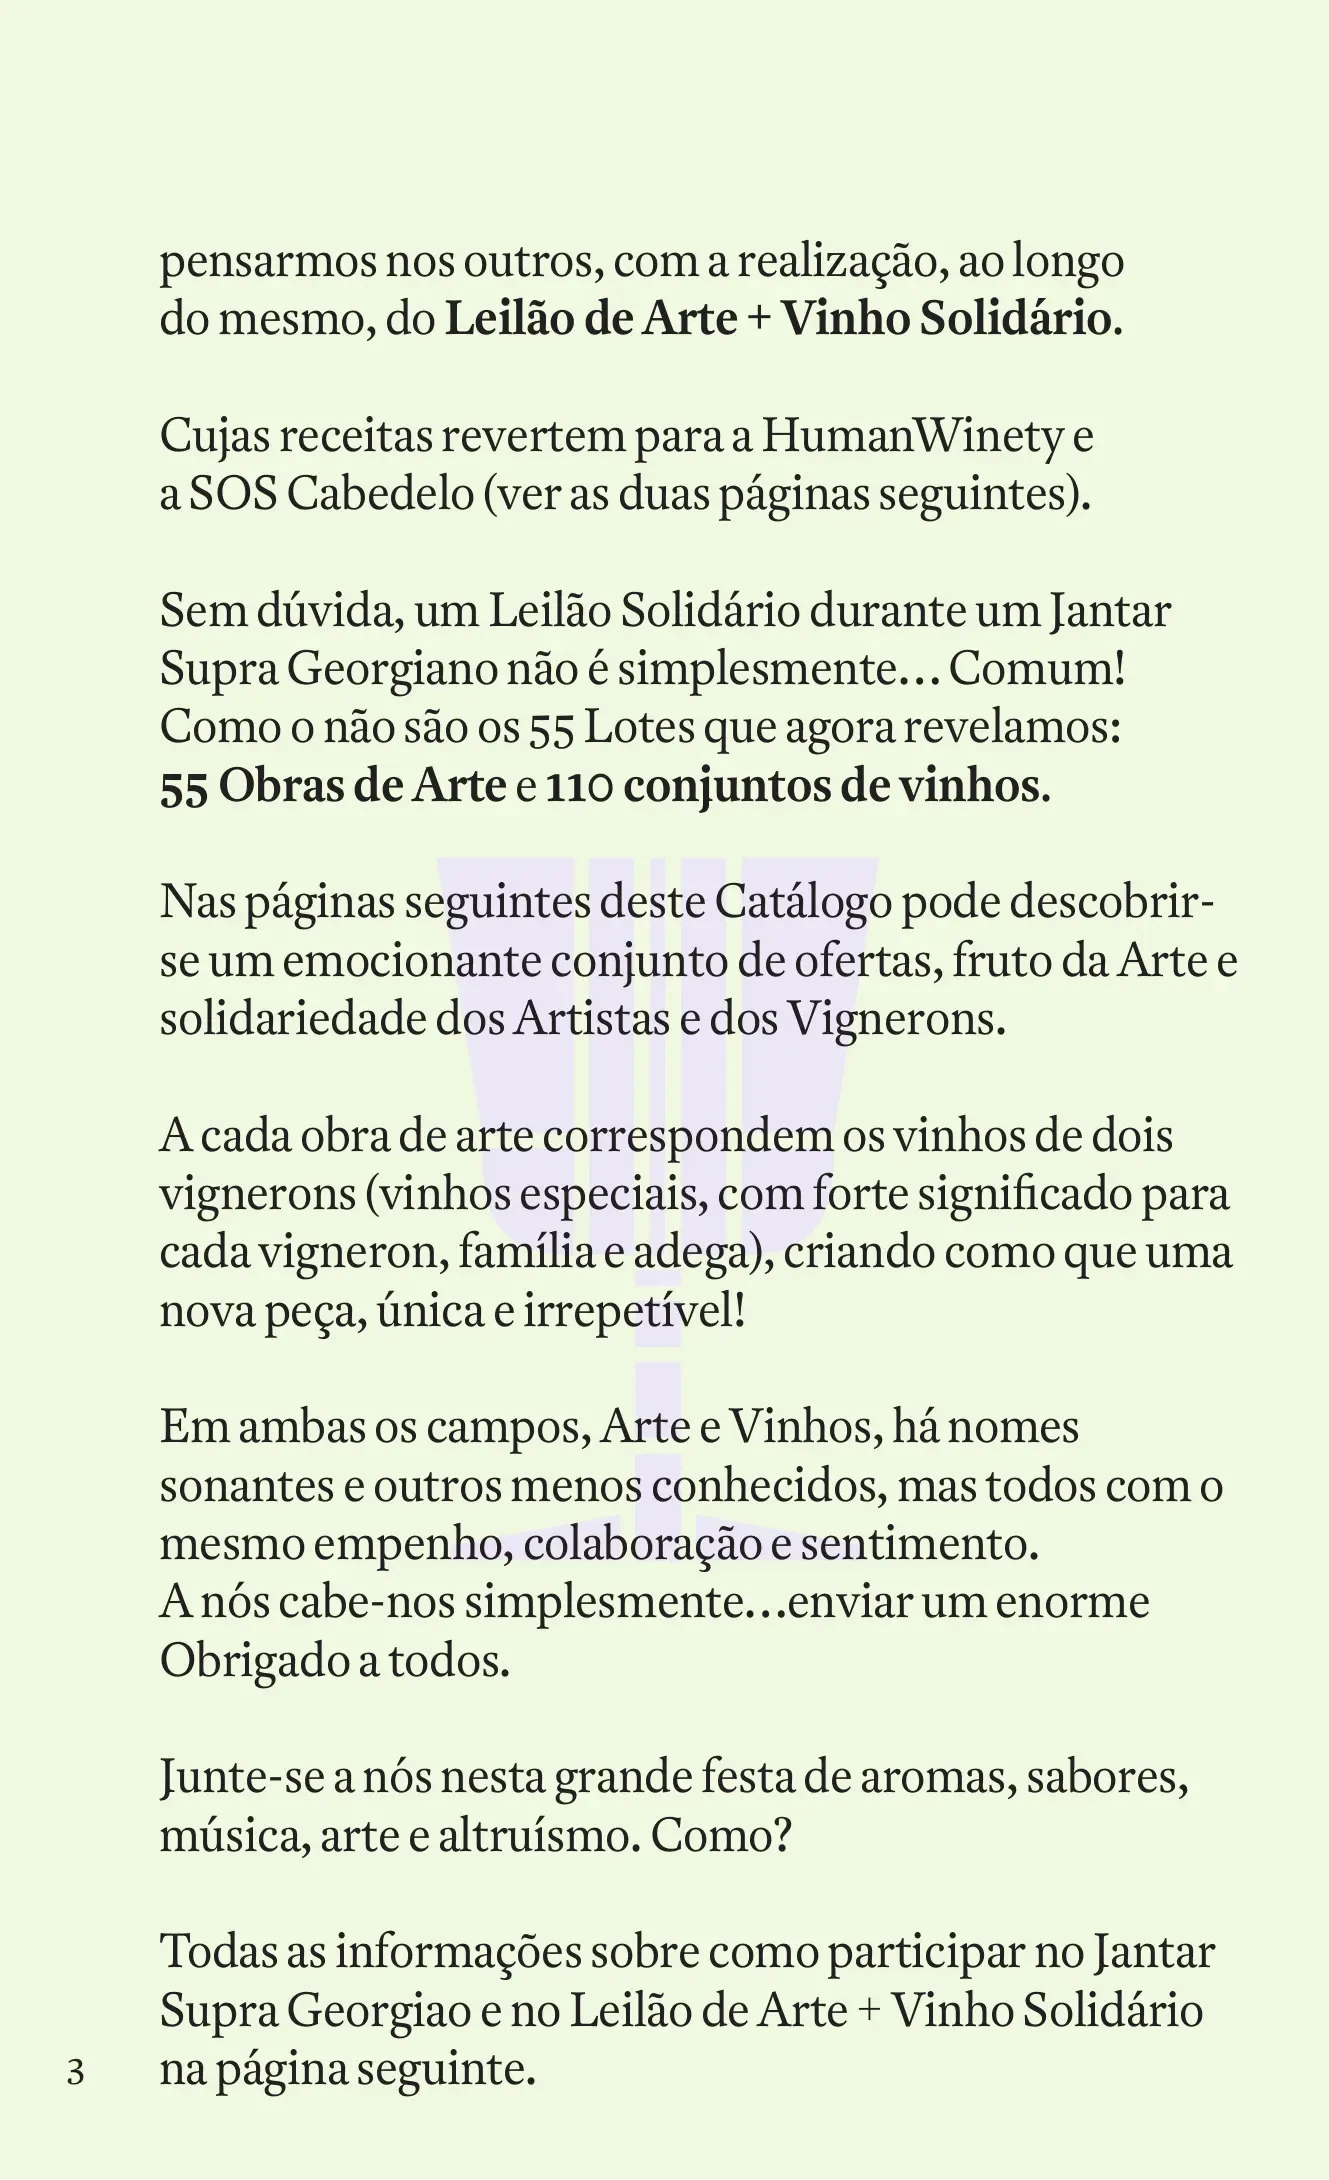 pensarmos nos outros, com a realização, ao longo
do mesmo, do Leilão de Arte + Vinho Solidário.
Cujas receitas revertem para a HumanWinety e
a SOS Cabedelo (ver as duas páginas seguintes).
Sem dúvida, um Leilão Solidário durante um Jantar
Supra Georgiano não é simplesmente… Comum!
Como o não são os 55 Lotes que agora revelamos:
55 Obras de Arte e 110 conjuntos de vinhos.
Nas páginas seguintes deste Catálogo pode descobrir-
se um emocionante conjunto de ofertas, fruto da Arte e
solidariedade dos Artistas e dos Vignerons.
A cada obra de arte correspondem os vinhos de dois
vignerons (vinhos especiais, com forte significado para
cada vigneron, família e adega), criando como que uma
nova peça, única e irrepetível!
Em ambas os campos, Arte e Vinhos, há nomes
sonantes e outros menos conhecidos, mas todos com o
mesmo empenho, colaboração e sentimento.
A nós cabe-nos simplesmente…enviar um enorme
Obrigado a todos.
Junte-se a nós nesta grande festa de aromas, sabores,
música, arte e altruísmo. Como?
Todas as informações sobre como participar no Jantar
Supra Georgiao e no Leilão de Arte + Vinho Solidário
na página seguinte.
3